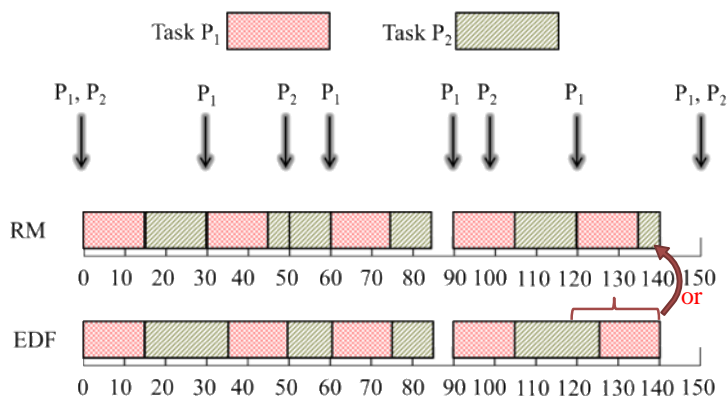 Task P₁ Task P₂
P₁, P₂ P₁ P₂ P₁ P₁ P₂ P₁ P₁, P₂
RM
0 10 20 30 40 50 60 70 80 90 100 110 120 130 140 150
or
EDF
0 10 20 30 40 50 60 70 80 90 100 110 120 130 140 150